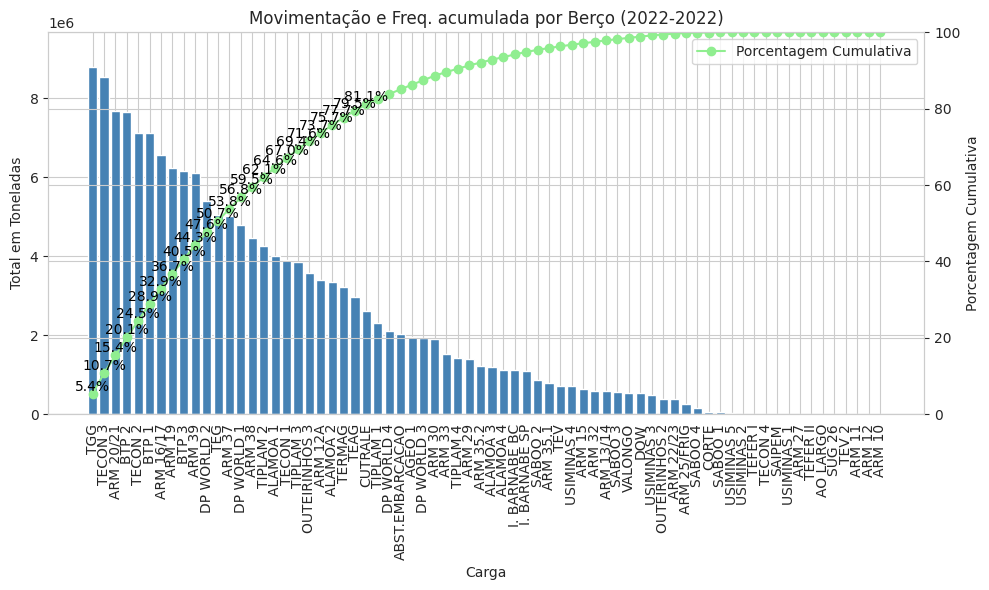 Movimentação e Freq. acumulada por Berço (2022-2022)
1e6
Porcentagem Cumulativa
Total em Toneladas
0
2
4
6
8
Porcentagem Cumulativa
0
20
40
60
80
100
5.4%
10.7%
15.4%
20.1%
24.5%
28.9%
32.9%
36.7%
40.5%
44.3%
47.6%
50.7%
53.8%
56.8%
59.5%
62.1%
64.6%
67.0%
69.4%
71.6%
73.7%
75.7%
77.7%
79.5%
81.1%
TGG
TECON 3
ARM 20/21
BTP 2
TECON 2
BTP 1
ARM 16/17
ARM 19
BTP 3
ARM 39
DP WORLD 2
TEG
ARM 37
DP WORLD 1
ARM 38
TIPLAM 2
ALAMOA 1
TECON 1
TIPLAM 3
OUTEIRINHOS 3
ARM 12A
ALAMOA 2
TERMAG
TEAG
CUTRALE
TIPLAM 1
DP WORLD 4
ABST.EMBARCACAO
AGEO 1
DP WORLD 3
ARM
ARM 33
TIPLAM 4
ARM 29
ARM 35.2
ALAMOA 3
ALAMOA 4
I. BARNABE BC
I. BARNABE SP
SABOO 2
ARM 35.1
TEV
USIMINAS 4
ARM 15
ARM 32
ARM 13/14
SABOO 3
VALONGO
DOW
USIMINAS 3
OUTEIRINHOS 2
ARM 22/23
ARM 25/FRIG
SABOO 4
CORTE
SABOO 1
USIMINAS 5
USIMINAS 2
TEFER I
TECON 4
SAIPEM
USIMINAS 1
ARM
TEFER II
AO LARGO
SUG 26
TEV 2
ARM 11
ARM
ARM 10
Carga